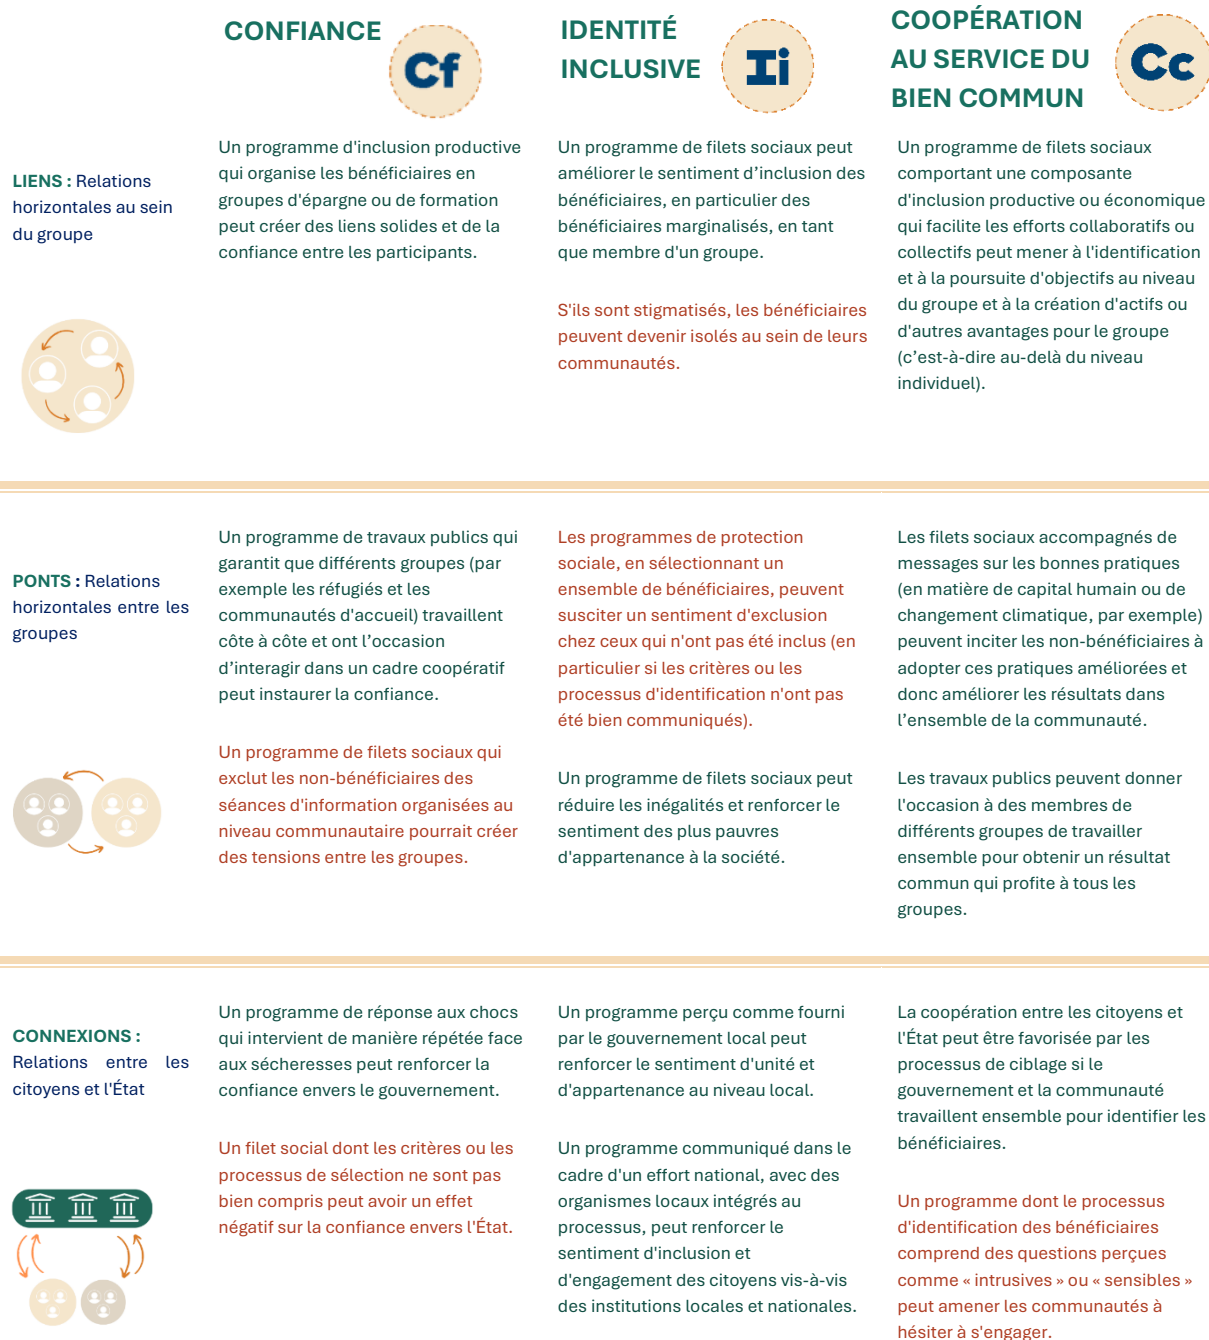 CONFIANCE
Cf
IDENTITÉ
INCLUSIVE
Ii
COOPÉRATION
AU SERVICE DU
BIEN COMMUN
Cc
LIENS : Relations
horizontales au sein
du groupe
Un programme d'inclusion productive
qui organise les bénéficiaires en
groupes d'épargne ou de formation
peut créer des liens solides et de la
confiance entre les participants.
Un programme de filets sociaux peut
améliorer le sentiment d’inclusion des
bénéficiaires, en particulier des
bénéficiaires marginalisés, en tant
que membre d'un groupe.
S'ils sont stigmatisés, les bénéficiaires
peuvent devenir isolés au sein de leurs
communautés.
Un programme de filets sociaux
comportant une composante
d'inclusion productive ou économique
qui facilite les efforts collaboratifs ou
collectifs peut mener à l'identification
et à la poursuite d'objectifs au niveau
du groupe et à la création d'actifs ou
d'autres avantages pour le groupe
(c’est-à-dire au-delà du niveau
individuel).
PONTS : Relations
horizontales entre les
groupes
Un programme de travaux publics qui
garantit que différents groupes (par
exemple les réfugiés et les
communautés d'accueil) travaillent
côte à côte et ont l’occasion
d’interagir dans un cadre coopératif
peut instaurer la confiance.
Un programme de filets sociaux qui
exclut les non-bénéficiaires des
séances d'information organisées au
niveau communautaire pourrait créer
des tensions entre les groupes.
Les programmes de protection
sociale, en sélectionnant un
ensemble de bénéficiaires, peuvent
susciter un sentiment d'exclusion
chez ceux qui n'ont pas été inclus (en
particulier si les critères ou les
processus d'identification n'ont pas
été bien communiqués).
Un programme de filets sociaux peut
réduire les inégalités et renforcer le
sentiment des plus pauvres
d'appartenance à la société.
Les filets sociaux accompagnés de
messages sur les bonnes pratiques
(en matière de capital humain ou de
changement climatique, par exemple)
peuvent inciter les non-bénéficiaires à
adopter ces pratiques améliorées et
donc améliorer les résultats dans
l’ensemble de la communauté.
Les travaux publics peuvent donner
l'occasion à des membres de
différents groupes de travailler
ensemble pour obtenir un résultat
commun qui profite à tous les
groupes.
CONNEXIONS :
Relations entre les
citoyens et l'État
Un programme de réponse aux chocs
qui intervient de manière répétée face
aux sécheresses peut renforcer la
confiance envers le gouvernement.
Un filet social dont les critères ou les
processus de sélection ne sont pas
bien compris peut avoir un effet
négatif sur la confiance envers l'État.
Un programme perçu comme fourni
par le gouvernement local peut
renforcer le sentiment d'unité et
d'appartenance au niveau local.
Un programme communiqué dans le
cadre d'un effort national, avec des
organismes locaux intégrés au
processus, peut renforcer le
sentiment d'inclusion et
d'engagement des citoyens vis-à-vis
des institutions locales et nationales.
La coopération entre les citoyens et
l'État peut être favorisée par les
processus de ciblage si le
gouvernement et la communauté
travaillent ensemble pour identifier les
bénéficiaires.
Un programme dont le processus
d'identification des bénéficiaires
comprend des questions perçues
comme « intrusives » ou « sensibles »
peut amener les communautés à
hésiter à s'engager.